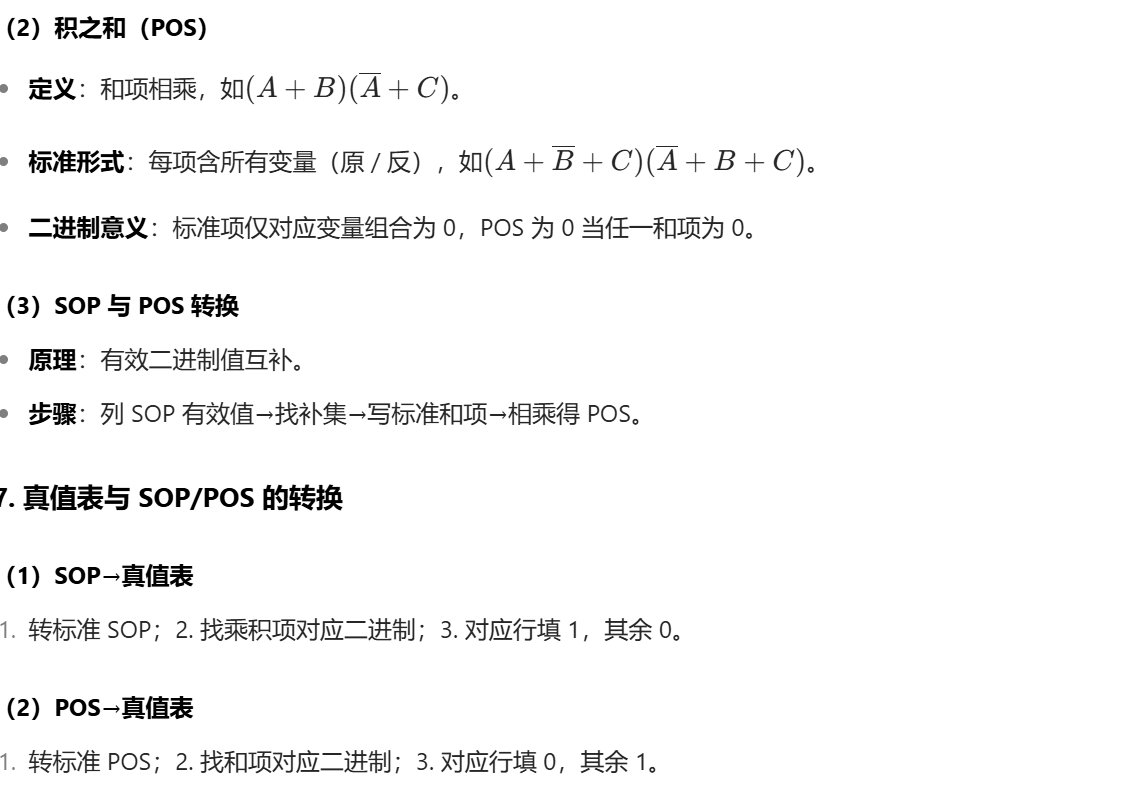 （2）积之和（POS）
定义：和项相乘，如(A + B)(A̅ + C)。
标准形式：每项含所有变量（原 / 反），如(A + B̅ + C)(A̅ + B + C)。
二进制意义：标准项仅对应变量组合为 0，POS 为 0 当任一和项为 0。
（3）SOP 与 POS 转换
原理：有效二进制值互补。
步骤：列 SOP 有效值→找补集→写标准和项→相乘得 POS。
7. 真值表与 SOP/POS 的转换
（1）SOP→真值表
1. 转标准 SOP；2. 找乘积项对应二进制；3. 对应行填 1，其余 0。
（2）POS→真值表
1. 转标准 POS；2. 找和项对应二进制；3. 对应行填 0，其余 1。